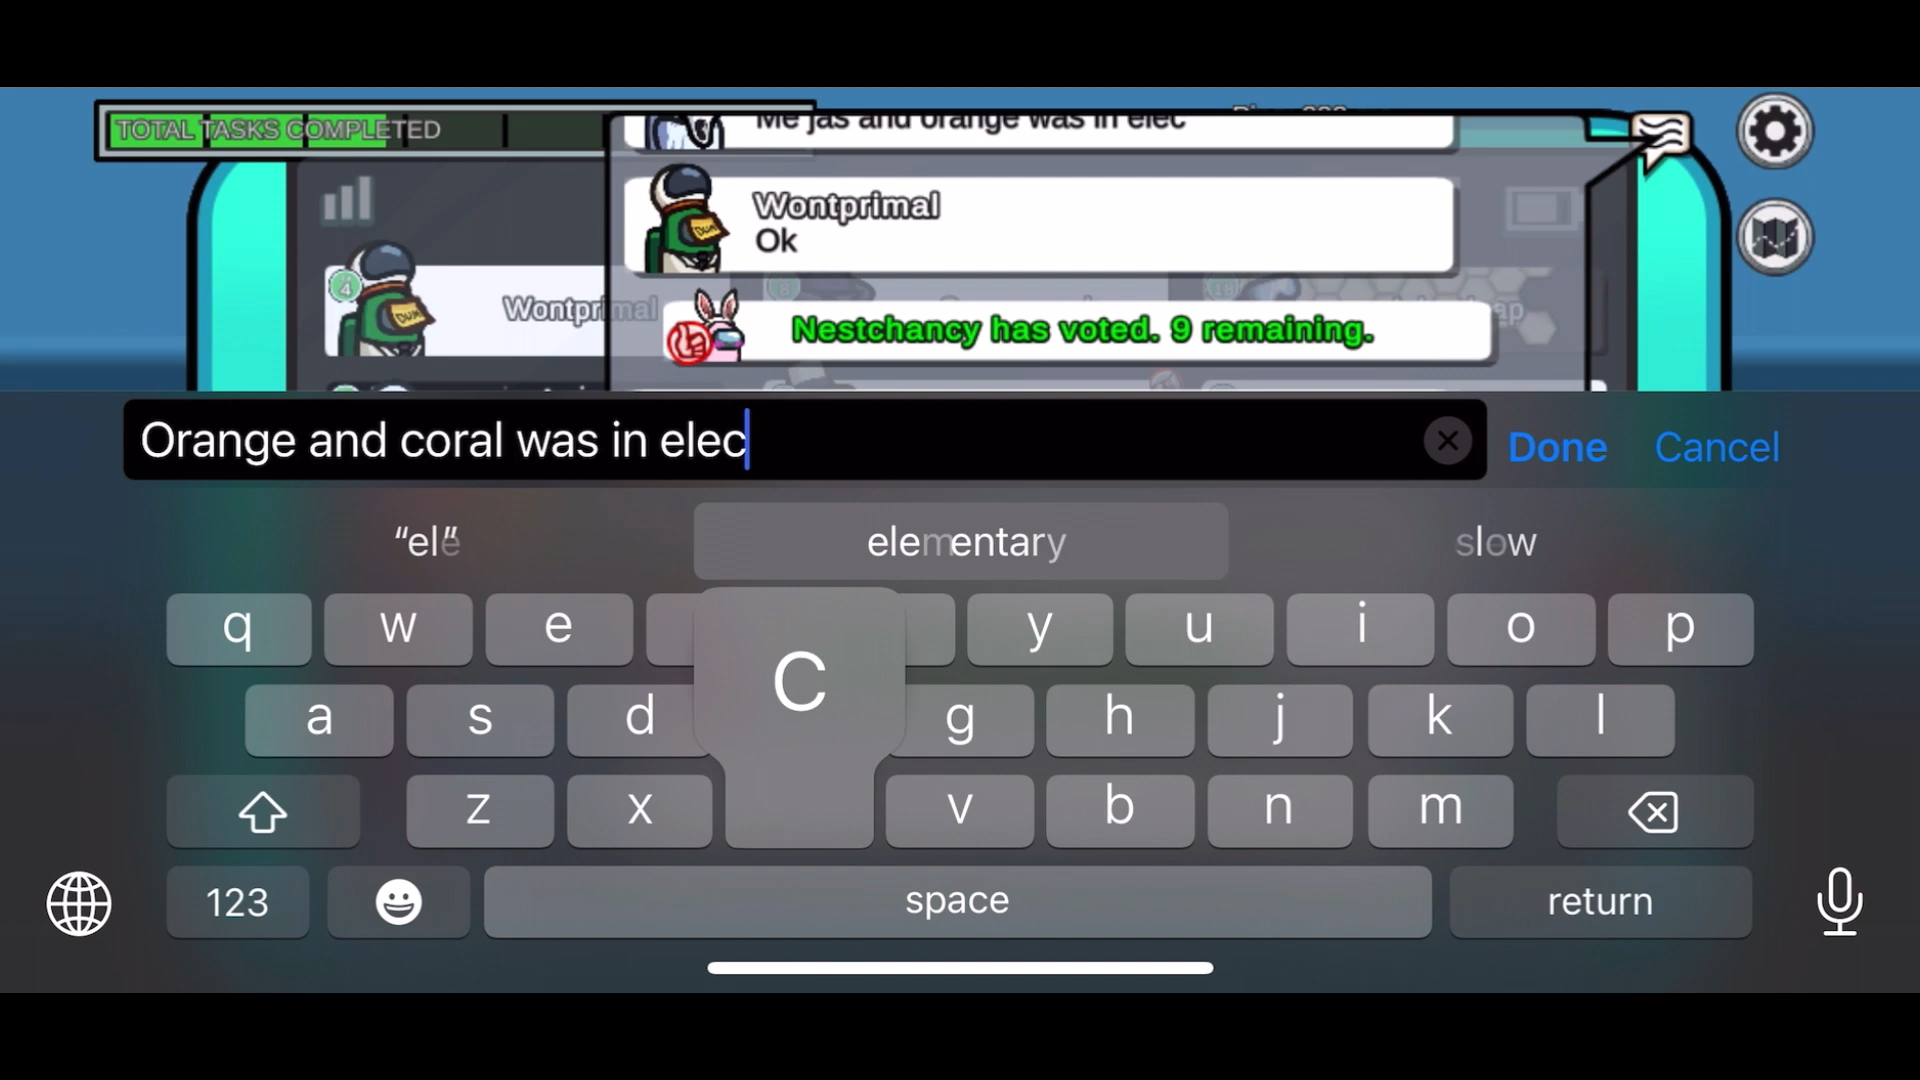 TOTAL TASKS COMPLETED
Me jas and orange was in elec
Wontprimal
Ok
Wontprimal
Nestchancy has voted. 9 remaining.
Orange and coral was in elec
Done
Cancel
“ele“
elementary
slow
q w e y u i o p
a s d C g h j k l
z x v b n m
123
space
return